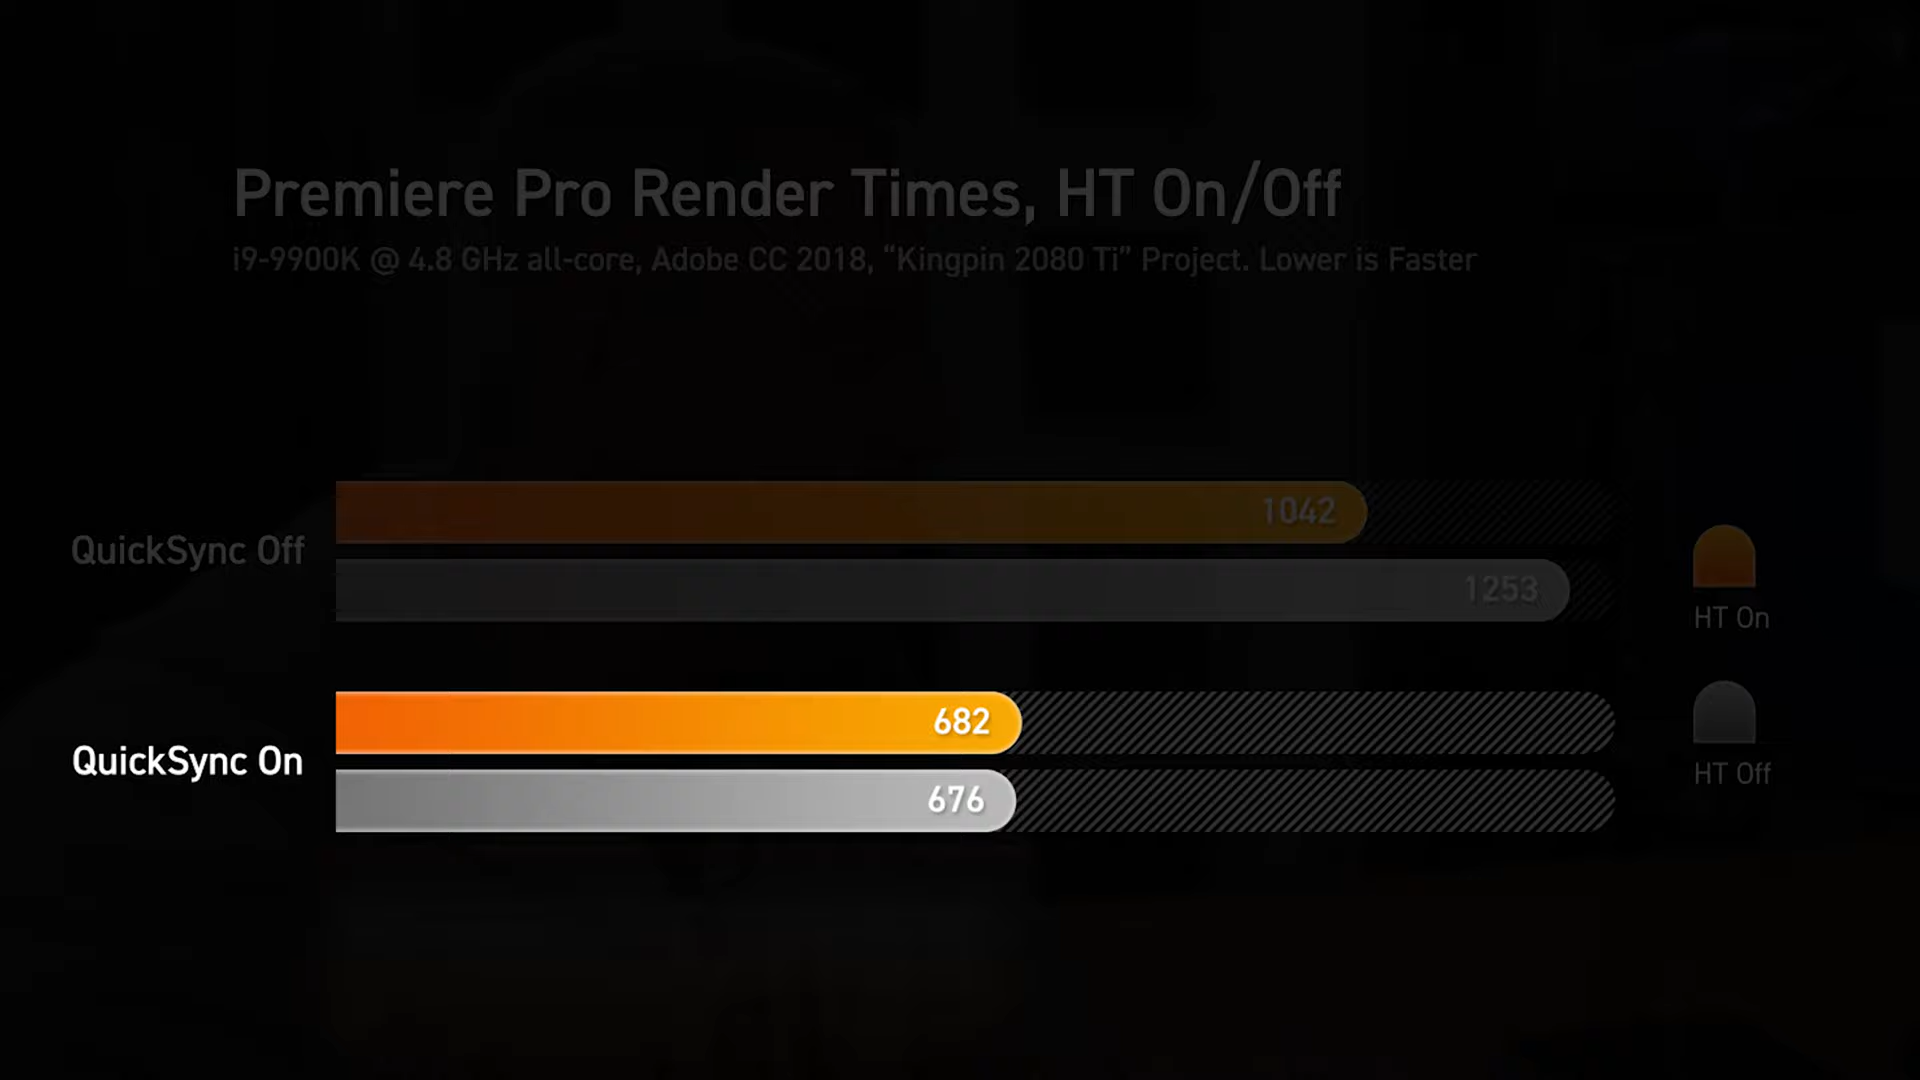 Premiere Pro Render Times, HT On/Off
i9-9900K @ 4.8 GHz all-core, Adobe CC 2018, “Kingpin 2080 Ti” Project. Lower is Faster
QuickSync Off
1042
1253
QuickSync On
682
676
HT On
HT Off